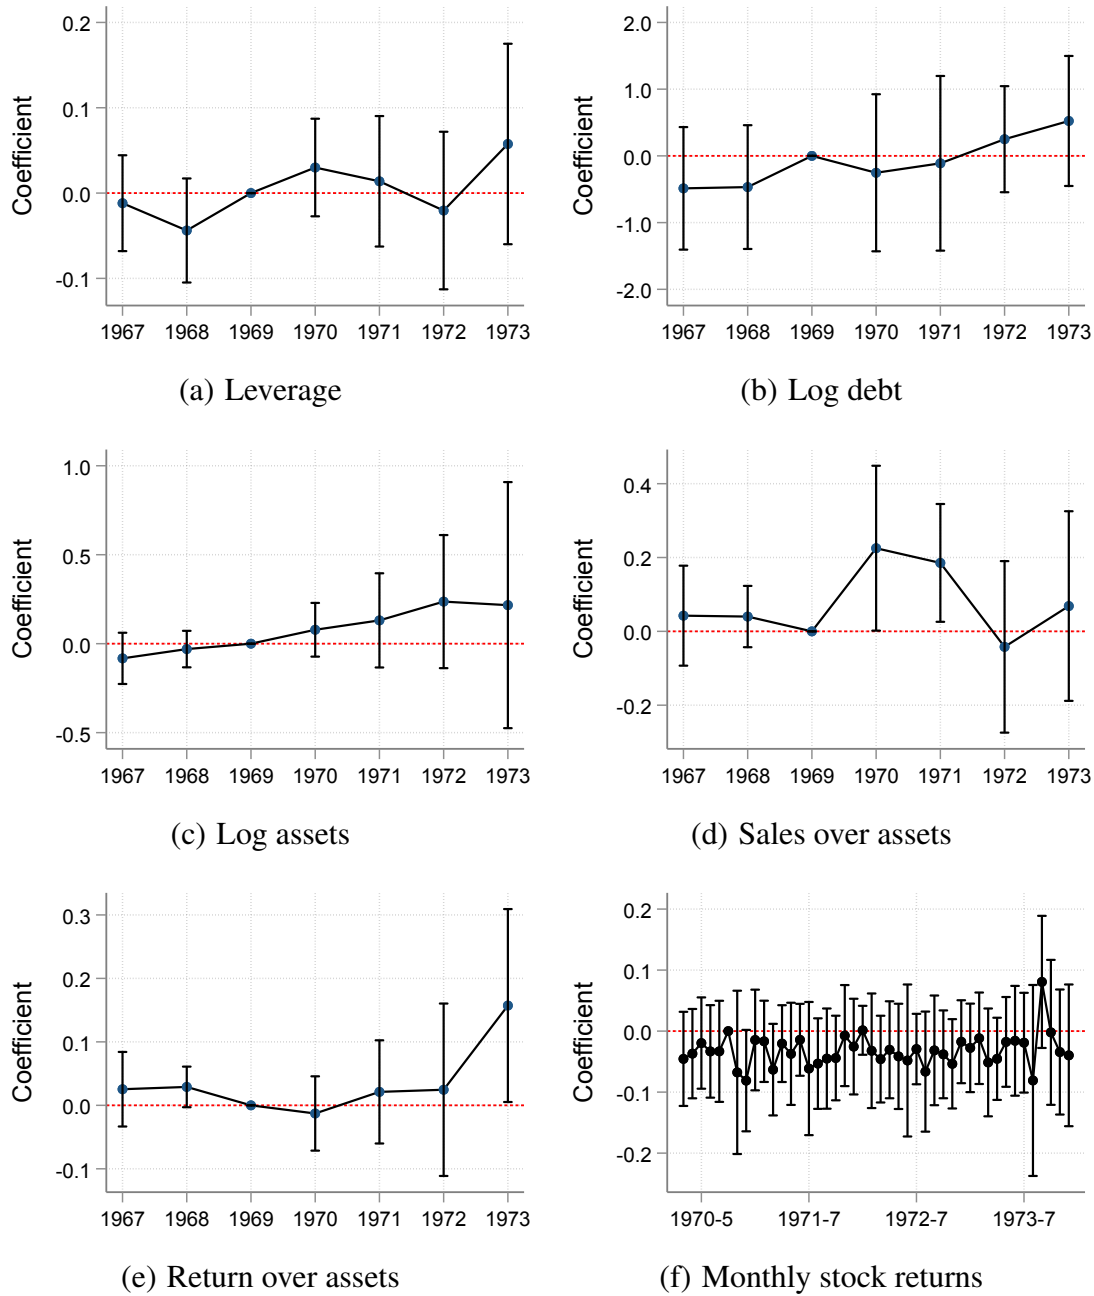 Coefficient
0.2
0.1
0.0
-0.1
1967 1968 1969 1970 1971 1972 1973
(a) Leverage
Coefficient
2.0
1.0
0.0
-1.0
-2.0
1967 1968 1969 1970 1971 1972 1973
(b) Log debt
Coefficient
1.0
0.5
0.0
-0.5
1967 1968 1969 1970 1971 1972 1973
(c) Log assets
Coefficient
0.4
0.2
0.0
-0.2
1967 1968 1969 1970 1971 1972 1973
(d) Sales over assets
Coefficient
0.3
0.2
0.1
0.0
-0.1
1967 1968 1969 1970 1971 1972 1973
(e) Return over assets
Coefficient
0.2
0.1
0.0
-0.1
-0.2
1970-5 1971-7 1972-7 1973-7
(f) Monthly stock returns